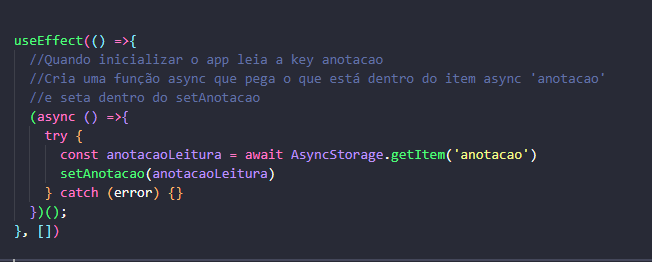 useEffect(() =>{
//Quando inicializar o app leia a key anotacao
//Cria uma função async que pega o que está dentro do item async 'anotacao'
//e seta dentro do setAnotacao
(async () =>{
try {
const anotacaoLeitura = await AsyncStorage.getItem('anotacao')
setAnotacao(anotacaoLeitura)
} catch (error) {}
})();
}, [])